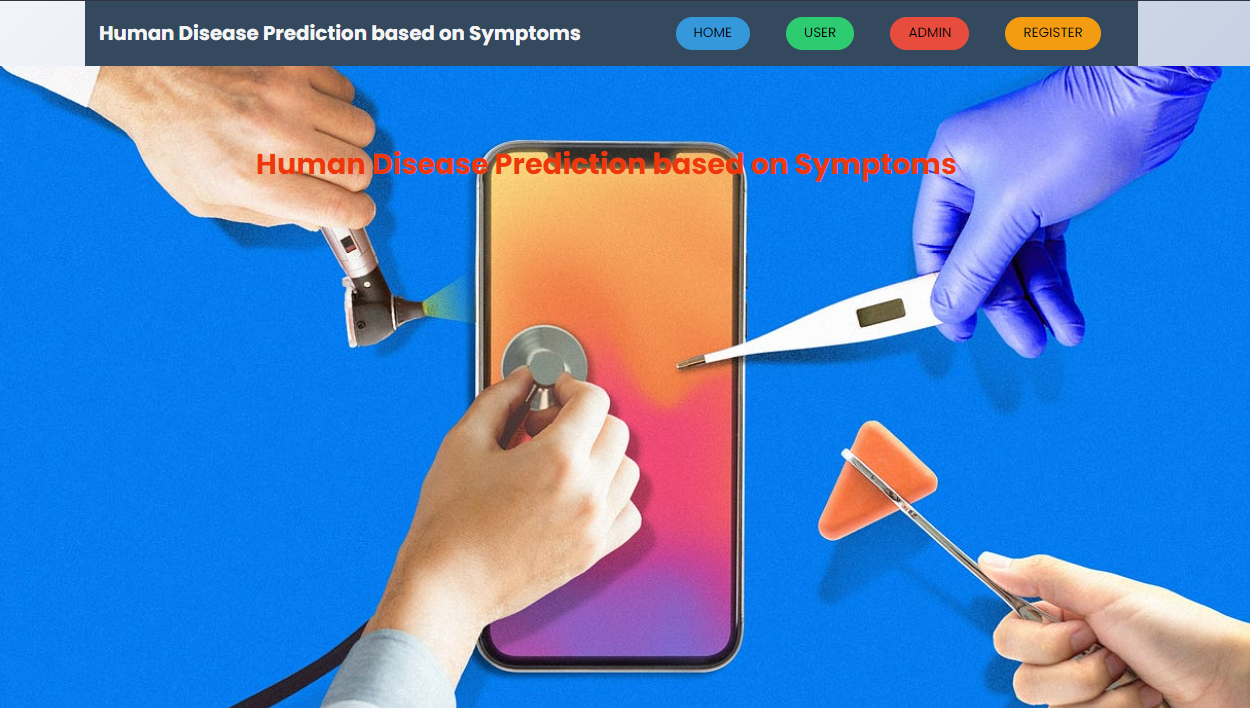 Human Disease Prediction based on Symptoms
HOME
USER
ADMIN
REGISTER
Human Disease Prediction based on Symptoms